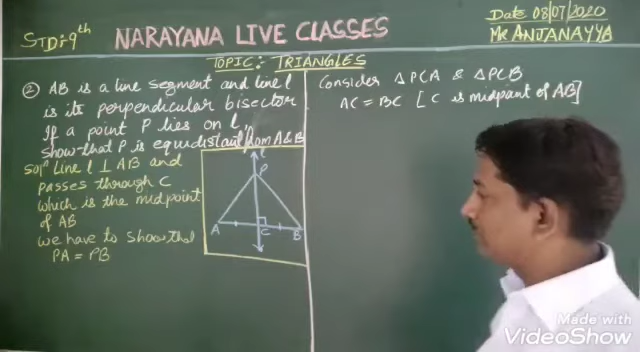 STD:9th
NARAYANA LIVE CLASSES
Date 08/07/2020
Mr ANJANAYYA
TOPIC:- TRIANGLES
② AB is a line segment and line l
is its perpendicular bisector
If a point P lies on l,
show that P is equidistant from A & B
Solⁿ Line l ⊥ AB and
passes through C
which is the midpoint
of AB
we have to show that
PA = PB
l
P
A
C
B
Consider △ PCA & △ PCB
AC = BC [C is midpoint of AB]
Made with
VideoShow